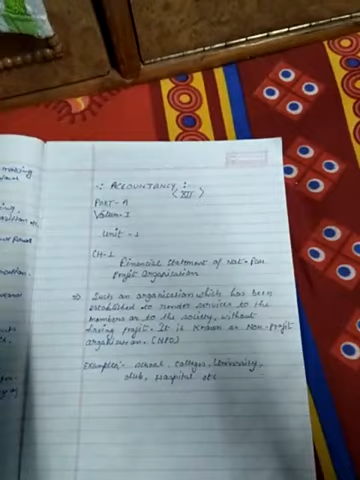 :- ACCOUNTANCY :-
< XII >
PART - A
Volum - I
Unit - 1
CH-1
Financial Statement of Not-For
Profit Organisation
=> Such an organisation which has been
established to render services to the
members or to the society, without
having profit. It is known as Non-Profit
organisation. (NPO)
Examples:- school, colleges, University,
club, Hospital etc